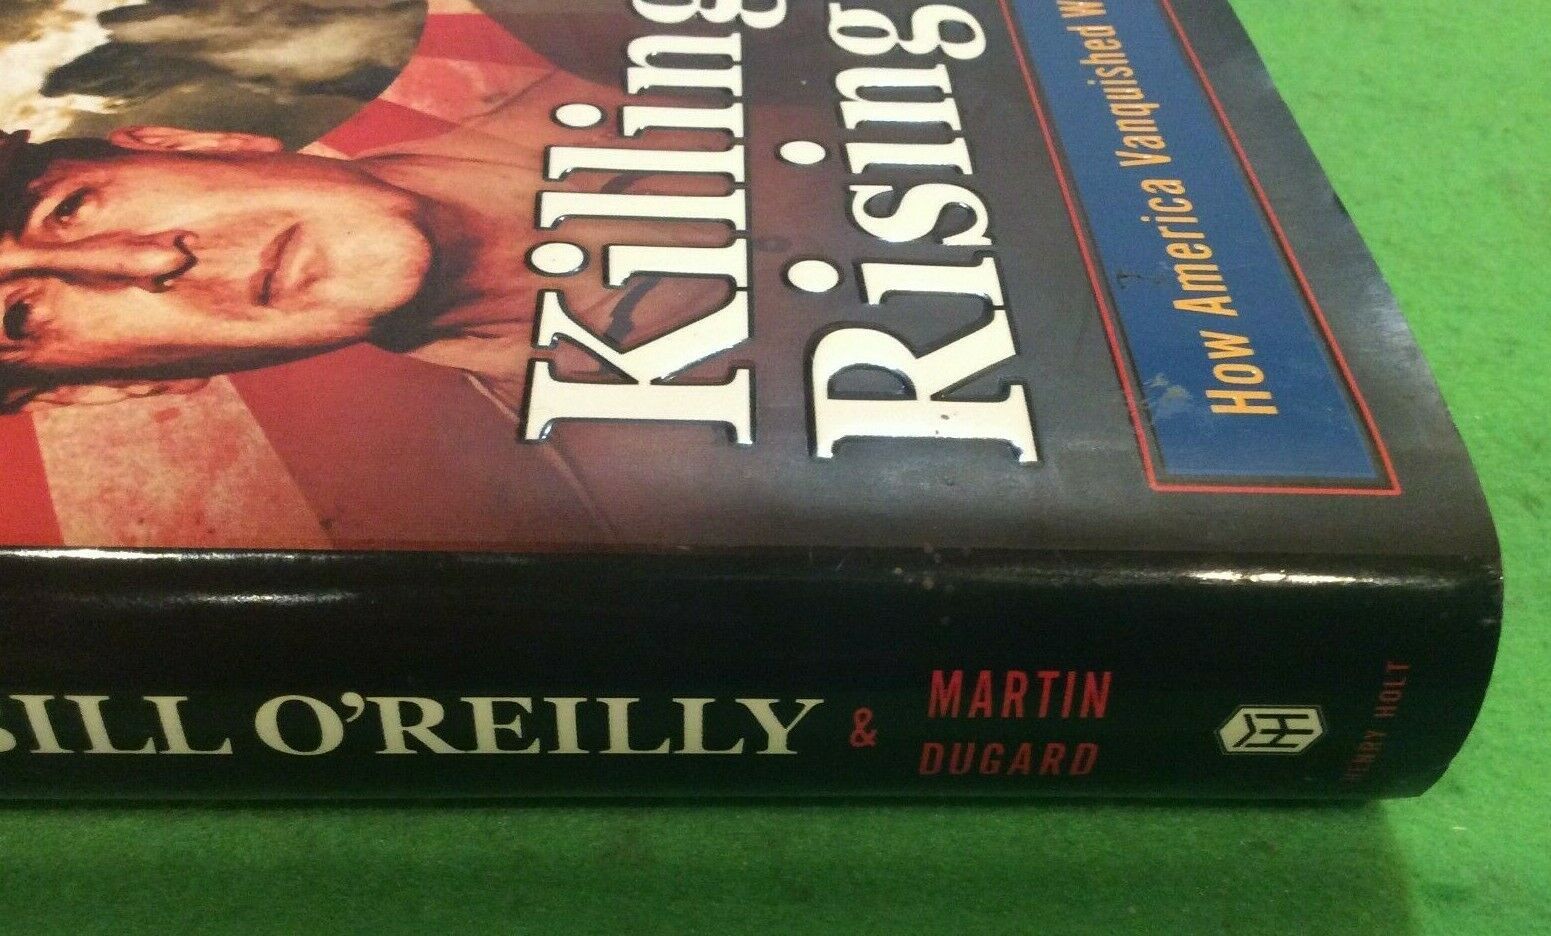 Killing
Rising
How America Vanquished W
BILL O'REILLY & MARTIN
DUGARD
HENRY HOLT